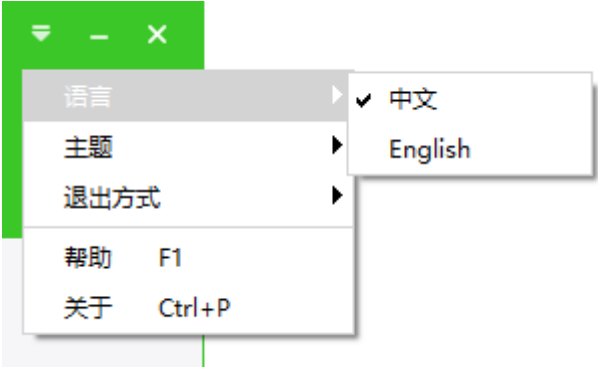 语言
中文
English
主题
退出方式
帮助 F1
关于 Ctrl+P